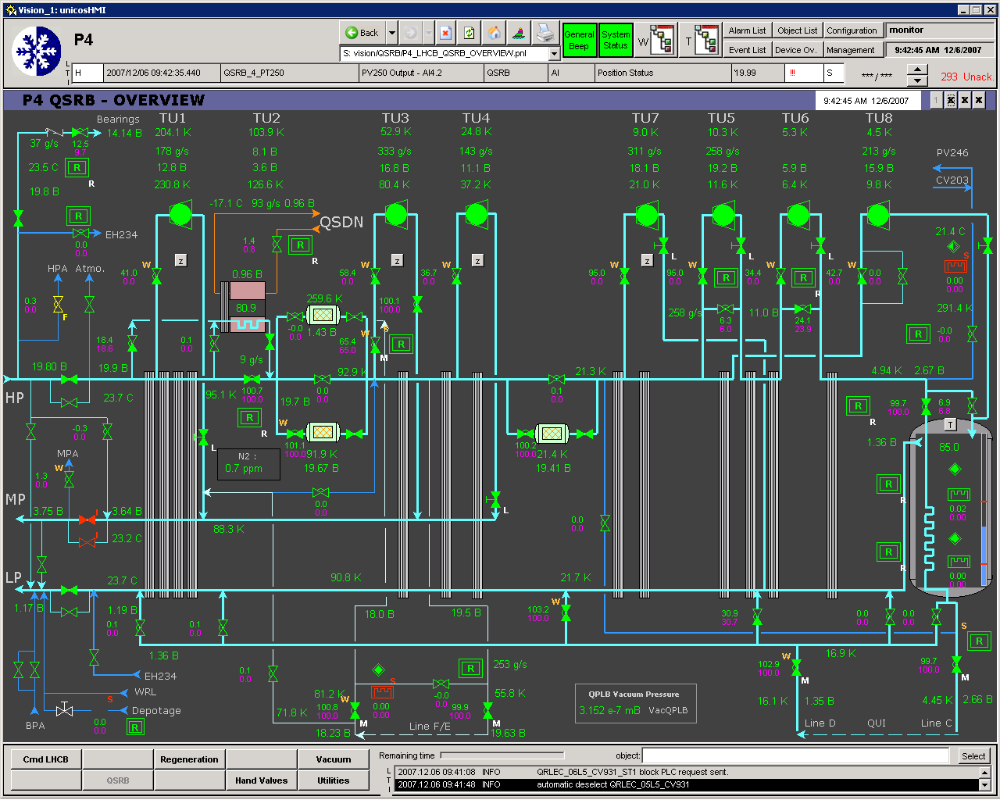 Vision_1: unicosHMI
P4
Back
General Beep
System Status
W
T
Alarm List
Object List
Configuration
monitor
Event List
Device Ov.
Management
9:42:45 AM 12/6/2007
S: vision/QSRB/P4_LHCB_QSRB_OVERVIEW.pnl
L
T
I
H
2007/12/06 09:42:35.440
QSRB_4_PT250
PV250 Output - AI4.2
QSRB
AI
Position Status
19.99
!!!
S
*** / ***
293 Unack.
P4 QSRB - OVERVIEW
9:42:45 AM 12/6/2007
1
Bearings
TU1
TU2
TU3
TU4
TU7
TU5
TU6
TU8
14.14 B
204.1 K
103.9 K
52.9 K
24.8 K
9.0 K
10.3 K
5.3 K
4.5 K
37 g/s
12.5
9.7
178 g/s
8.1 B
333 g/s
143 g/s
311 g/s
258 g/s
213 g/s
PV246
23.5 C
R
R
12.8 B
3.6 B
16.8 B
11.1 B
18.1 B
19.2 B
5.9 B
15.9 B
CV203
19.8 B
230.8 K
126.6 K
80.4 K
37.2 K
21.0 K
11.6 K
6.4 K
9.8 K
-17.1 C
93 g/s
0.96 B
R
QSDN
EH234
0.0
0.0
1.4
0.6
R
R
21.4 C
L
L
L
S
HPA
Atmo.
W
41.0
0.0
z
0.96 B
W
58.4
0.0
z
36.7
0.0
W
z
W
95.0
0.0
z
95.0
0.0
W
R
34.4
0.0
W
R
R
42.7
0.0
W
0.0
0.0
0.00
0.00
0.3
0.0
F
80.9
259.6 K
100.1
100.0
291.4 K
258 g/s
6.3
6.0
11.0 B
24.1
23.9
-0.0
0.0
R
18.4
18.6
0.1
0.0
-0.0
0.0
1.43 B
W
65.4
65.0
S
M
R
19.80 B
19.9 B
9 g/s
92.9 K
21.3 K
4.94 K
2.67 B
HP
23.7 C
95.1 K
100.7
100.0
19.7 B
0.0
0.0
0.1
0.0
R
R
99.7
100.0
6.9
6.8
R
R
-0.3
0.0
W
L
101.1
100.0
91.9 K
100.2
100.0
21.4 K
T
1.36 B
85.0
MPA
W
N2 :
0.7 ppm
19.67 B
19.41 B
1.3
0.0
R
R
MP
0.0
0.0
L
0.02
0.00
3.75 B
3.64 B
23.2 C
88.3 K
0.0
0.0
R
R
LP
23.7 C
90.8 K
21.7 K
0.00
0.00
1.17 B
1.19 B
18.0 B
19.5 B
W
103.2
100.0
30.9
30.7
0.0
0.0
0.0
0.0
0.1
0.0
0.1
0.0
S
R
1.36 B
16.9 K
EH234
0.1
0.0
R
253 g/s
W
102.9
100.0
M
99.7
100.0
M
WRL
S
S
81.2 K
W
0.00
0.00
-0.0
0.0
55.8 K
QPLB Vacuum Pressure
3.152 e-7 mB
VacQPLB
16.1 K
1.35 B
4.45 K
2.66 B
Depotage
71.8 K
100.8
100.0
M
99.9
100.0
M
BPA
0.0
0.0
R
18.23 B
Line F/E
19.63 B
Line D
QUI
Line C
Cmd LHCB
Regeneration
Vacuum
QSRB
Hand Valves
Utilities
Remaining time
object:
Select
L
T
I
2007.12.06 09:41:08 INFO QRLEC_06L5_CV931_ST1 block PLC request sent.
2007.12.06 09:41:48 INFO automatic deselect QRLEC_05L5_CV931